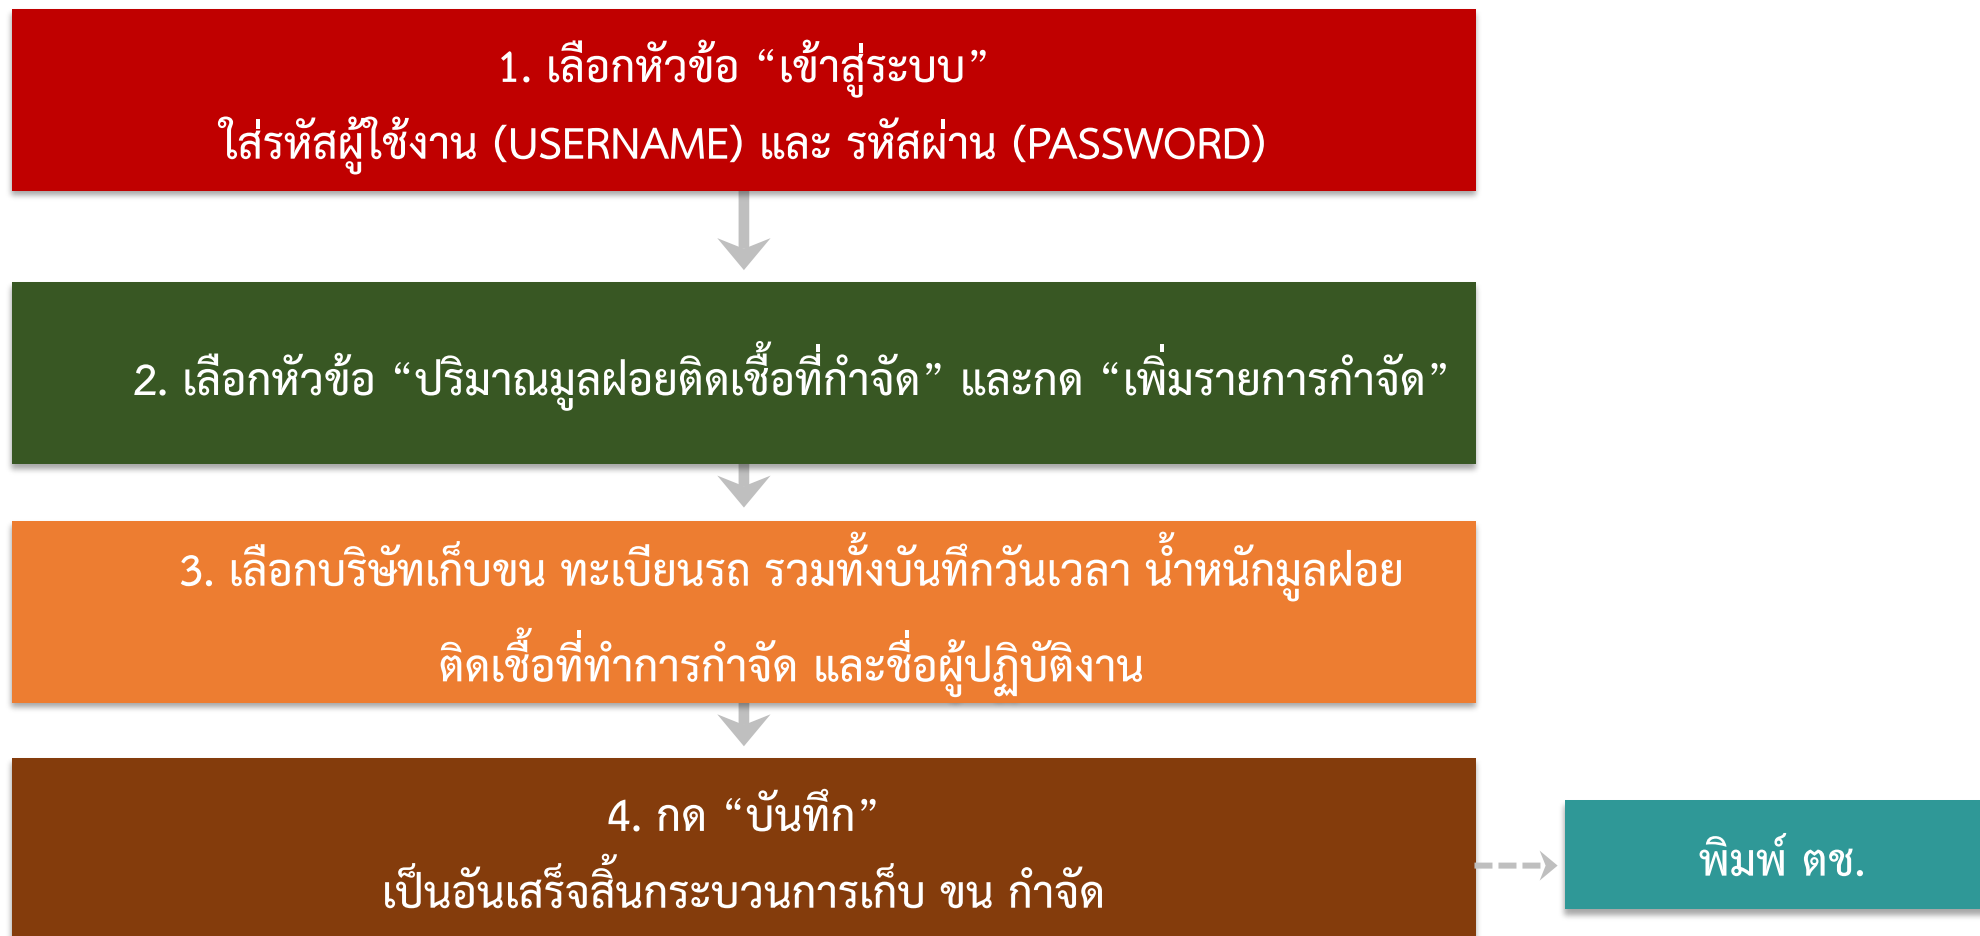 1. เลือกหัวข้อ “เข้าสู่ระบบ”
ใส่รหัสผู้ใช้งาน (USERNAME) และ รหัสผ่าน (PASSWORD)
2. เลือกหัวข้อ “ปริมาณมูลฝอยติดเชื้อที่กำจัด” และกด “เพิ่มรายการกำจัด”
3. เลือกบริษัทเก็บขน ทะเบียนรถ รวมทั้งบันทึกวันเวลา น้ำหนักมูลฝอย
ติดเชื้อที่ทำการกำจัด และชื่อผู้ปฏิบัติงาน
4. กด “บันทึก”
เป็นอันเสร็จสิ้นกระบวนการเก็บ ขน กำจัด
พิมพ์ ตช.